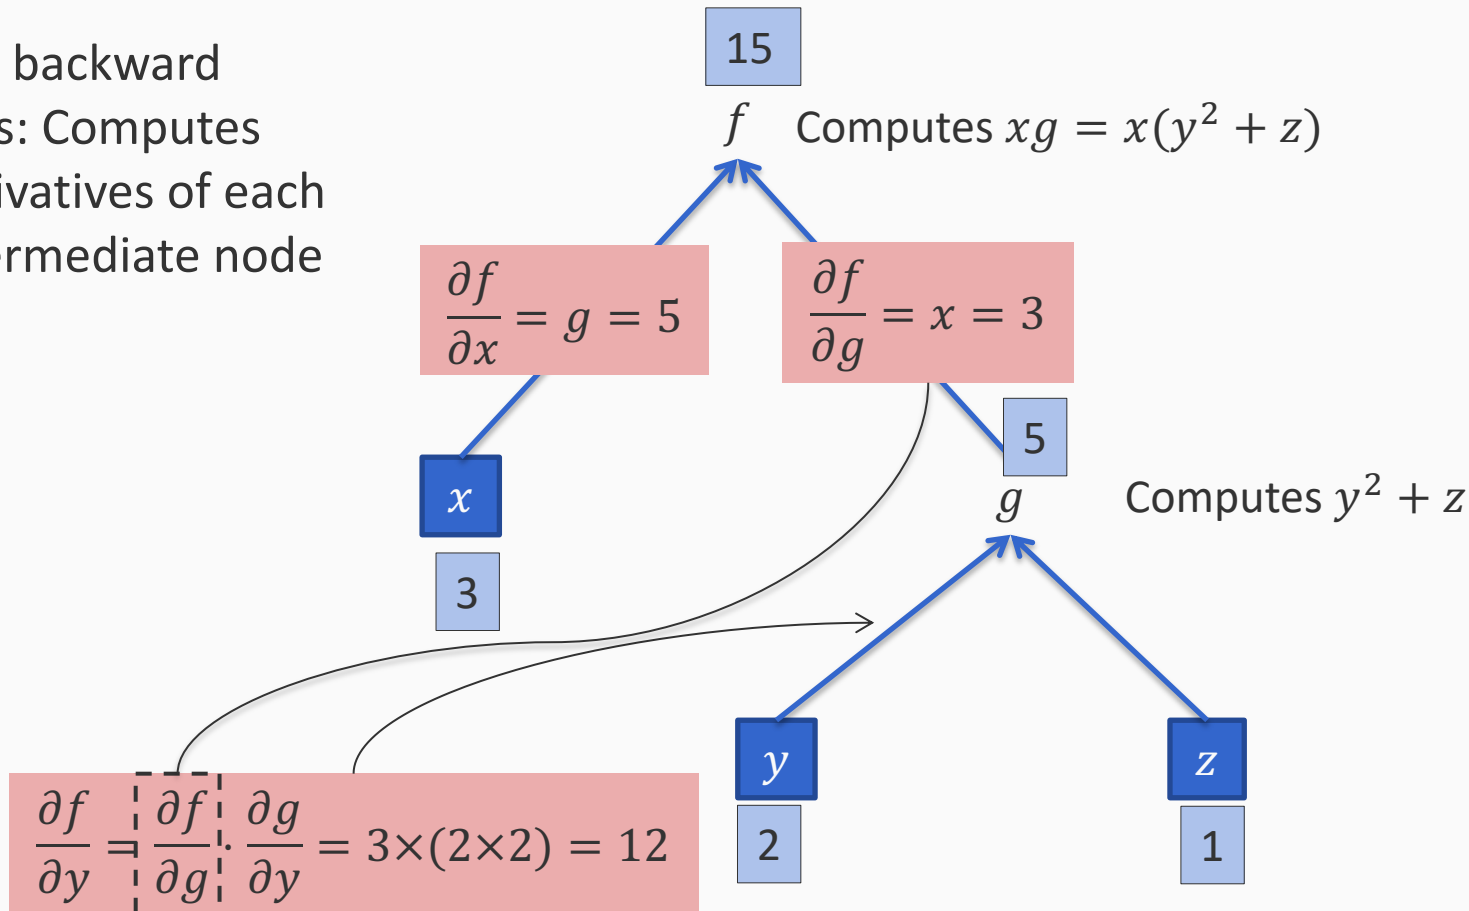 backward
s: Computes
ivatives of each
ermediate node
15
f Computes xg = x(y² + z)
∂f/∂x = g = 5
∂f/∂g = x = 3
5
x
g Computes y² + z
3
y
z
∂f/∂y = ∂f/∂g · ∂g/∂y = 3×(2×2) = 12
2
1